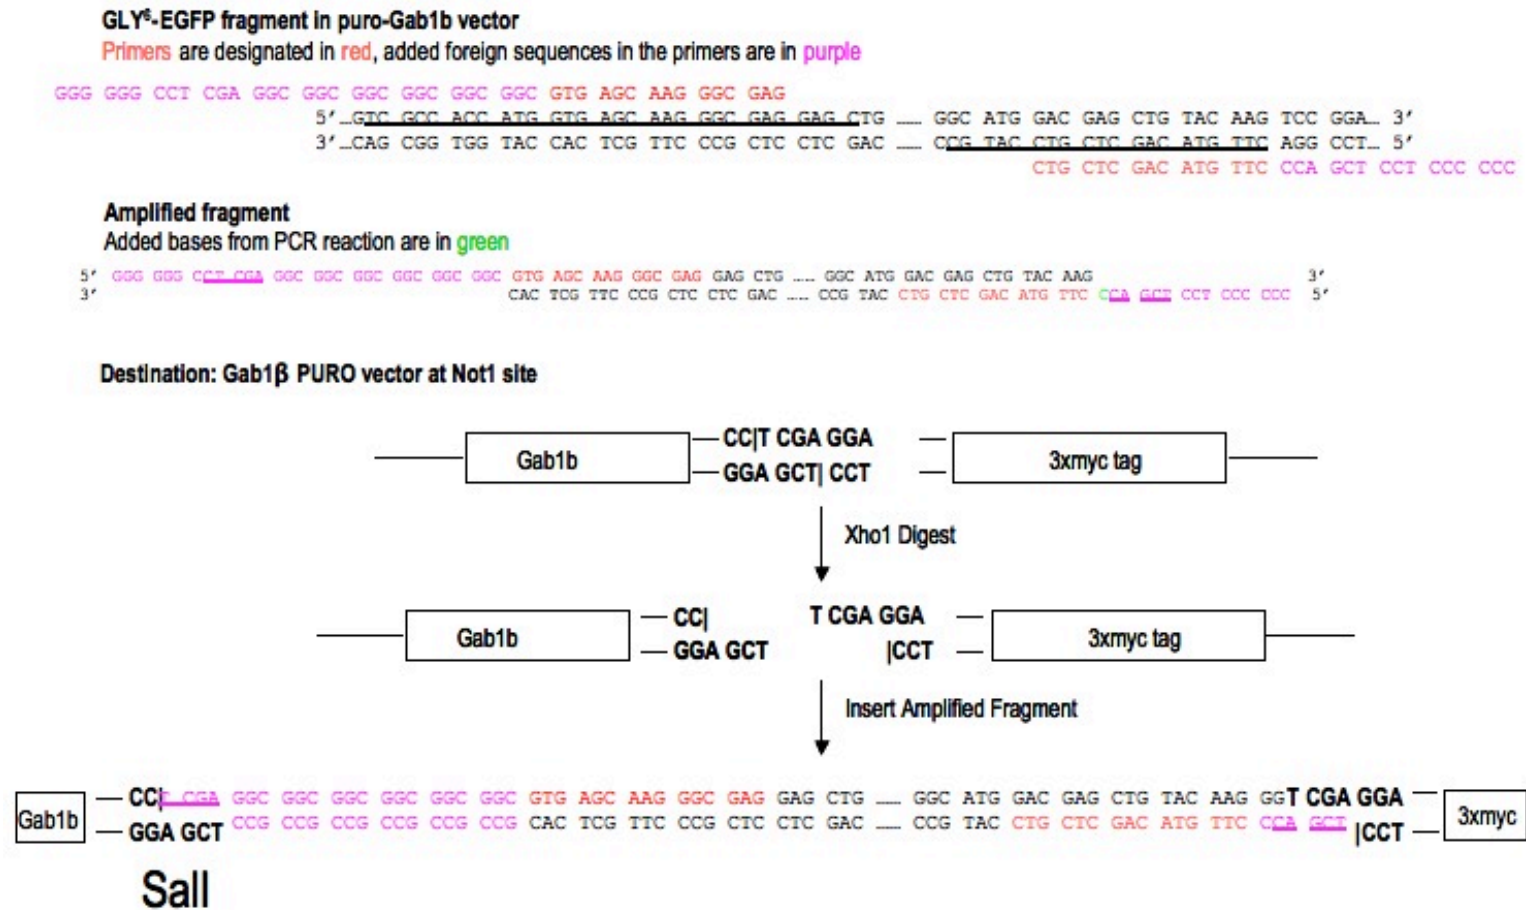 GLY⁶-EGFP fragment in puro-Gab1b vector
Primers are designated in red, added foreign sequences in the primers are in purple
GGG GGG CCT CGA GGC GGC GGC GGC GGC GGC GTG AGC AAG GGC GAG
5’…GTC GCC ACC ATG GTG AGC AAG GGC GAG GAG CTG …… GGC ATG GAC GAG CTG TAC AAG TCC GGA… 3’
3’…CAG CGG TGG TAC CAC TCG TTC CCG CTC CTC GAC …… CCG TAC CTG CTC GAC ATG TTC AGG CCT… 5’
CTG CTC GAC ATG TTC CCA GCT CCT CCC CCC
Amplified fragment
Added bases from PCR reaction are in green
5’ GGG GGG CCT CGA GGC GGC GGC GGC GGC GGC GTG AGC AAG GGC GAG GAG CTG …… GGC ATG GAC GAG CTG TAC AAG 3’
3’ CAC TCG TTC CCG CTC CTC GAC …… CCG TAC CTG CTC GAC ATG TTC CCA GCT CCT CCC CCC 5’
Destination: Gab1β PURO vector at Not1 site
Gab1b CC|T CGA GGA 3xmyc tag
GGA GCT| CCT
Xho1 Digest
Gab1b CC| T CGA GGA 3xmyc tag
GGA GCT |CCT
Insert Amplified Fragment
Gab1b CC|T CGA GGC GGC GGC GGC GGC GGC GTG AGC AAG GGC GAG GAG CTG …… GGC ATG GAC GAG CTG TAC AAG GGT CGA GGA 3xmyc
GGA GCT CCG CCG CCG CCG CCG CCG CAC TCG TTC CCG CTC CTC GAC …… CCG TAC CTG CTC GAC ATG TTC CCA GCT |CCT
SalI